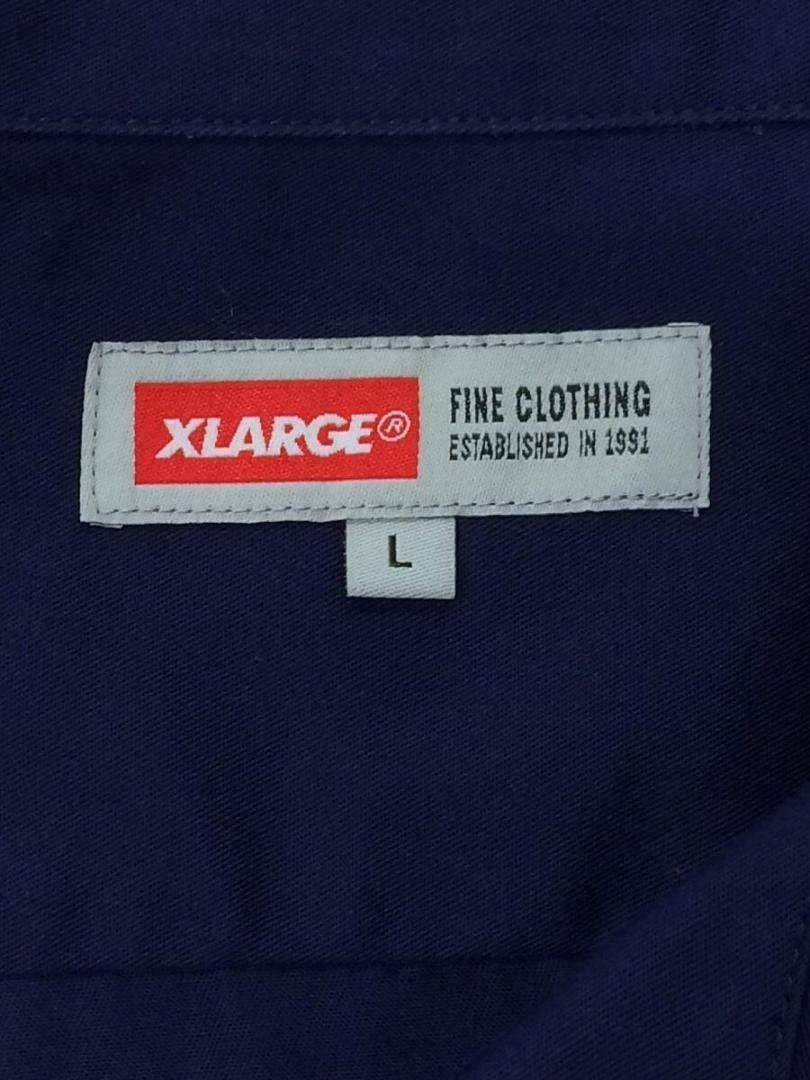 XLARGE®
FINE CLOTHING
ESTABLISHED IN 1991
L